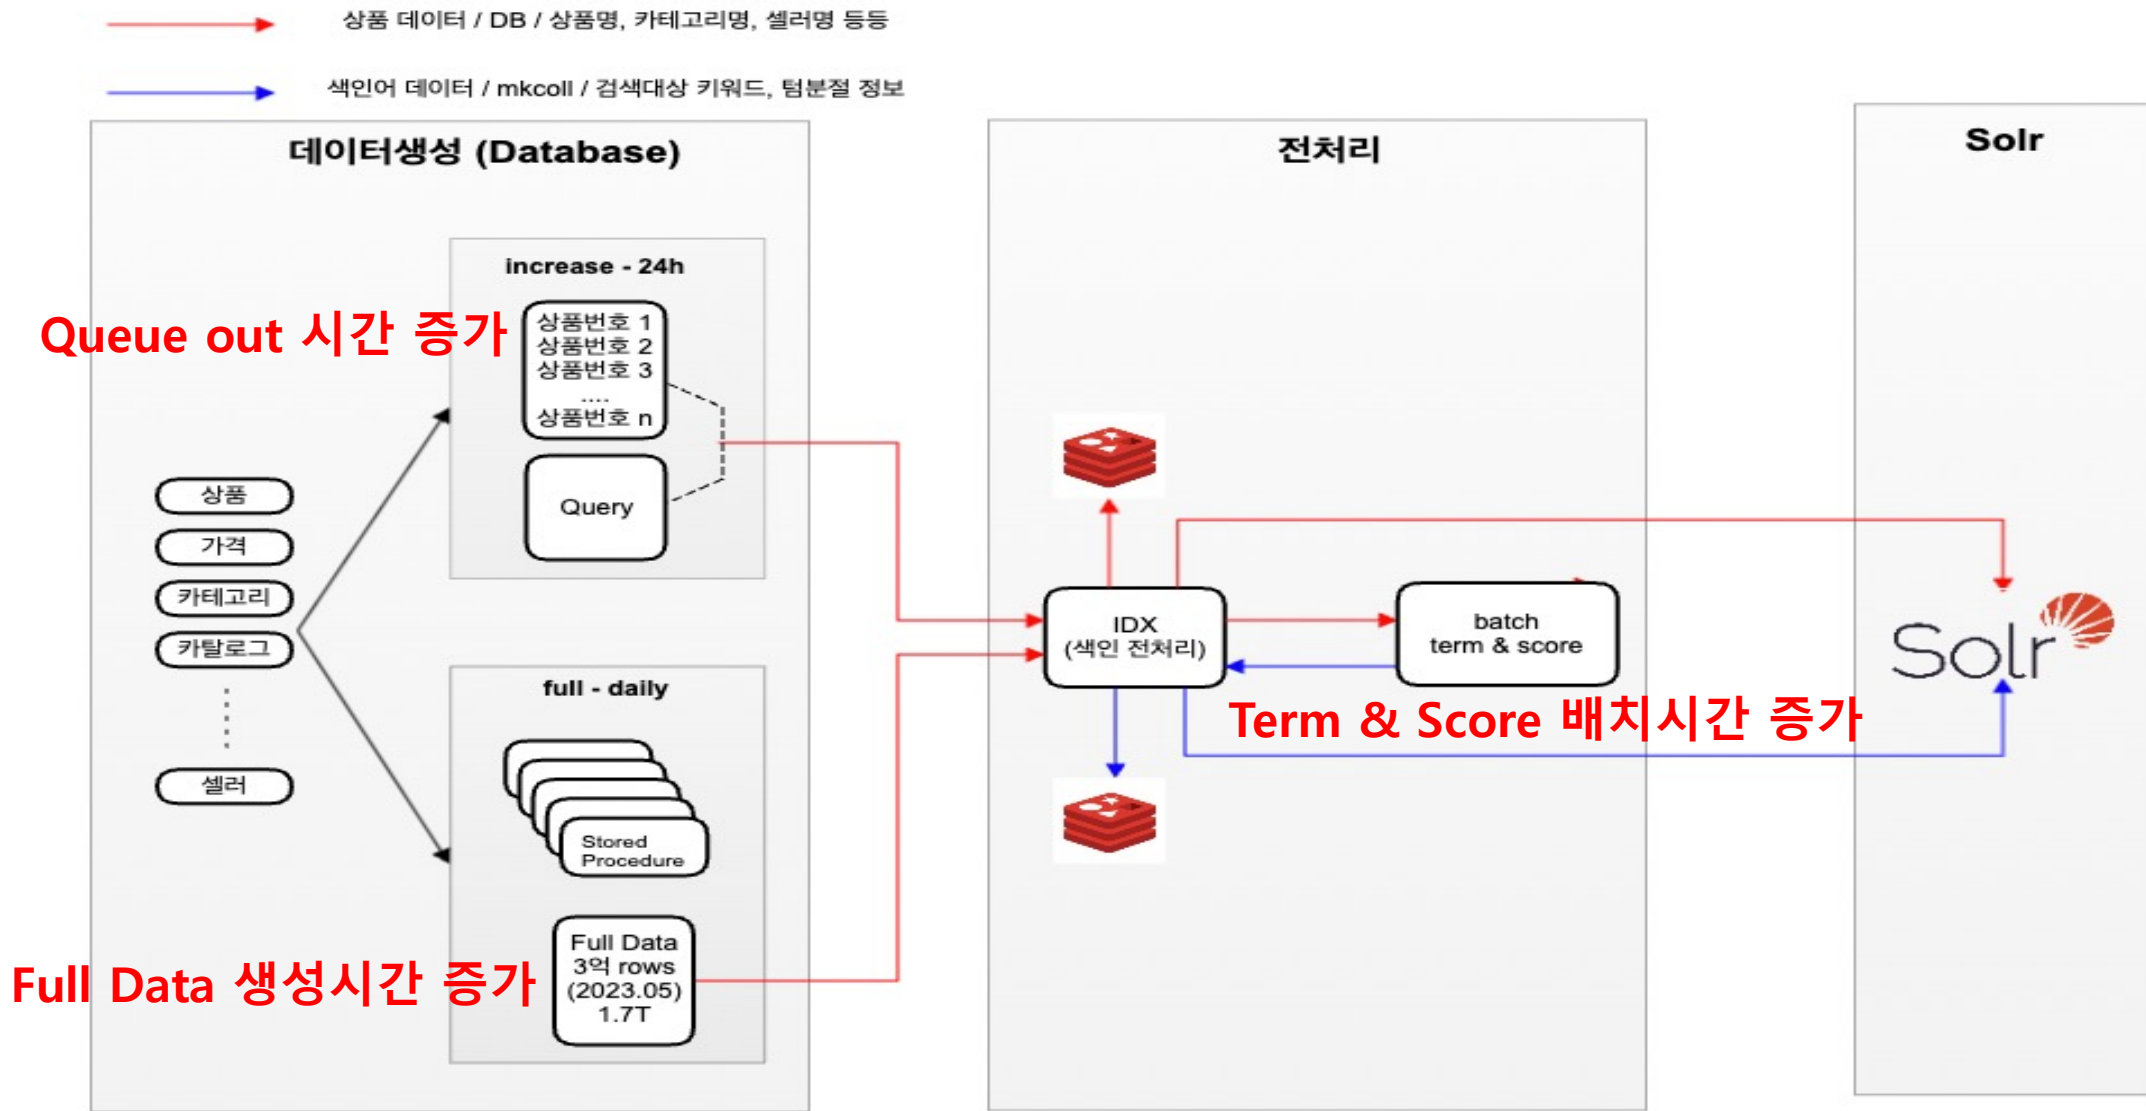 상품 데이터 / DB / 상품명, 카테고리명, 셀러명 등등
색인어 데이터 / mkcoll / 검색대상 키워드, 텀분절 정보
데이터생성 (Database)
increase - 24h
Queue out 시간 증가
상품번호 1
상품번호 2
상품번호 3
....
상품번호 n
Query
상품
가격
카테고리
카탈로그
셀러
full - daily
Stored
Procedure
Full Data 생성시간 증가
Full Data
3억 rows
(2023.05)
1.7T
전처리
IDX
(색인 전처리)
batch
term & score
Term & Score 배치시간 증가
Solr
Solr